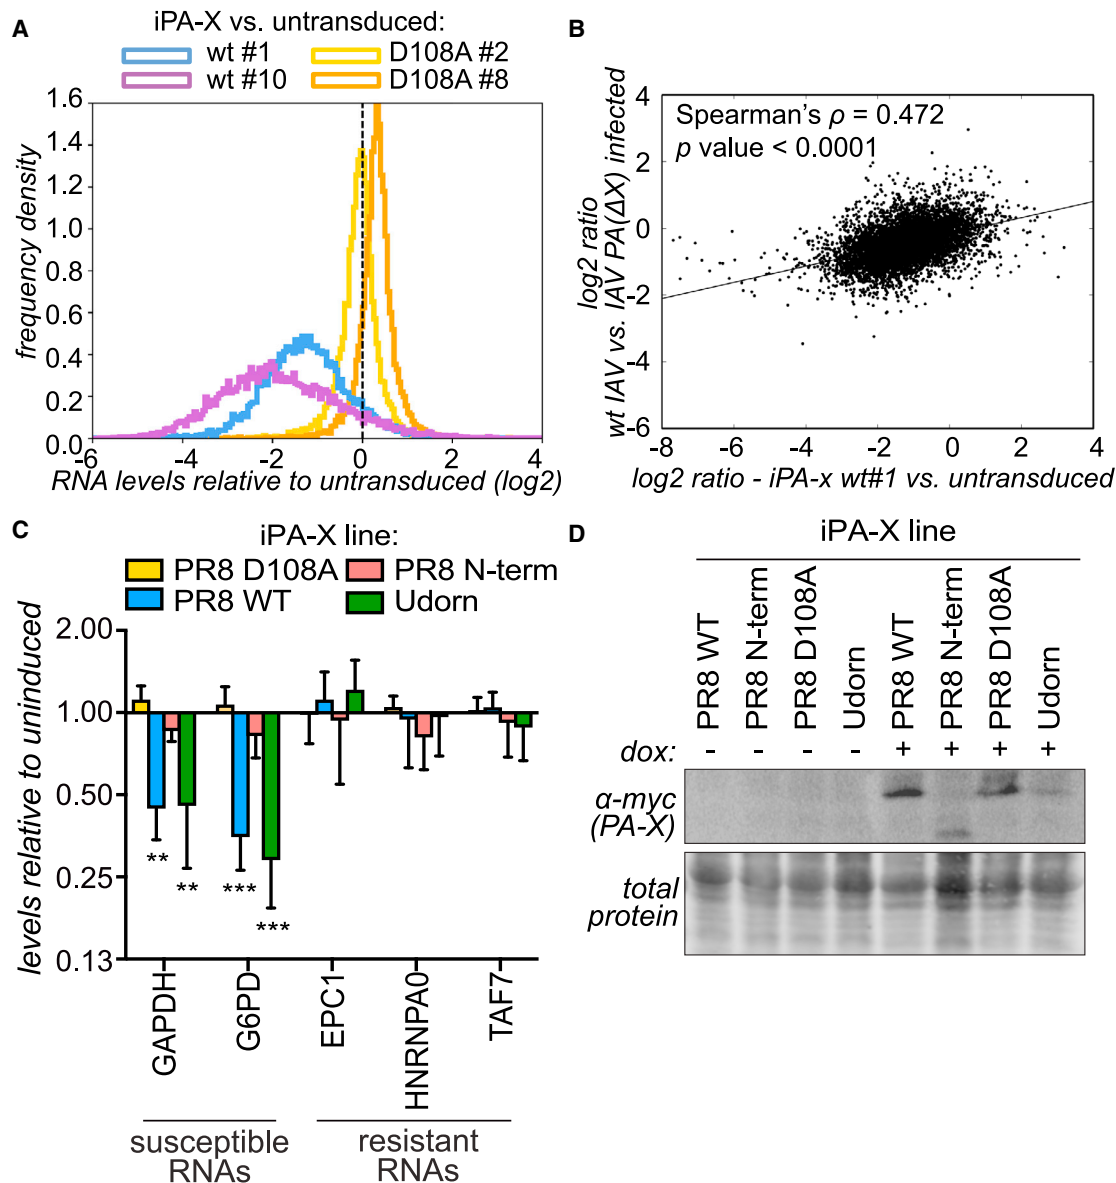 A
iPA-X vs. untransduced:
wt #1
D108A #2
wt #10
D108A #8
frequency density
1.6
1.4
1.2
1.0
0.8
0.6
0.4
0.2
0.0
-6
-4
-2
0
2
4
RNA levels relative to untransduced (log2)
B
Spearman's ρ = 0.472
p value < 0.0001
log2 ratio
wt IAV vs. IAV PA(ΔX) infected
4
2
0
-2
-4
-6
-8
-6
-4
-2
0
2
4
log2 ratio - iPA-x wt#1 vs. untransduced
C
iPA-X line:
PR8 D108A
PR8 N-term
PR8 WT
Udorn
levels relative to uninduced
2.00
1.00
0.50
0.25
0.13
**
**
***
***
GAPDH
G6PD
EPC1
HNRNPA0
TAF7
susceptible
RNAs
resistant
RNAs
D
iPA-X line
PR8 WT
PR8 N-term
PR8 D108A
Udorn
PR8 WT
PR8 N-term
PR8 D108A
Udorn
dox: - - - - + + + +
α-myc
(PA-X)
total
protein